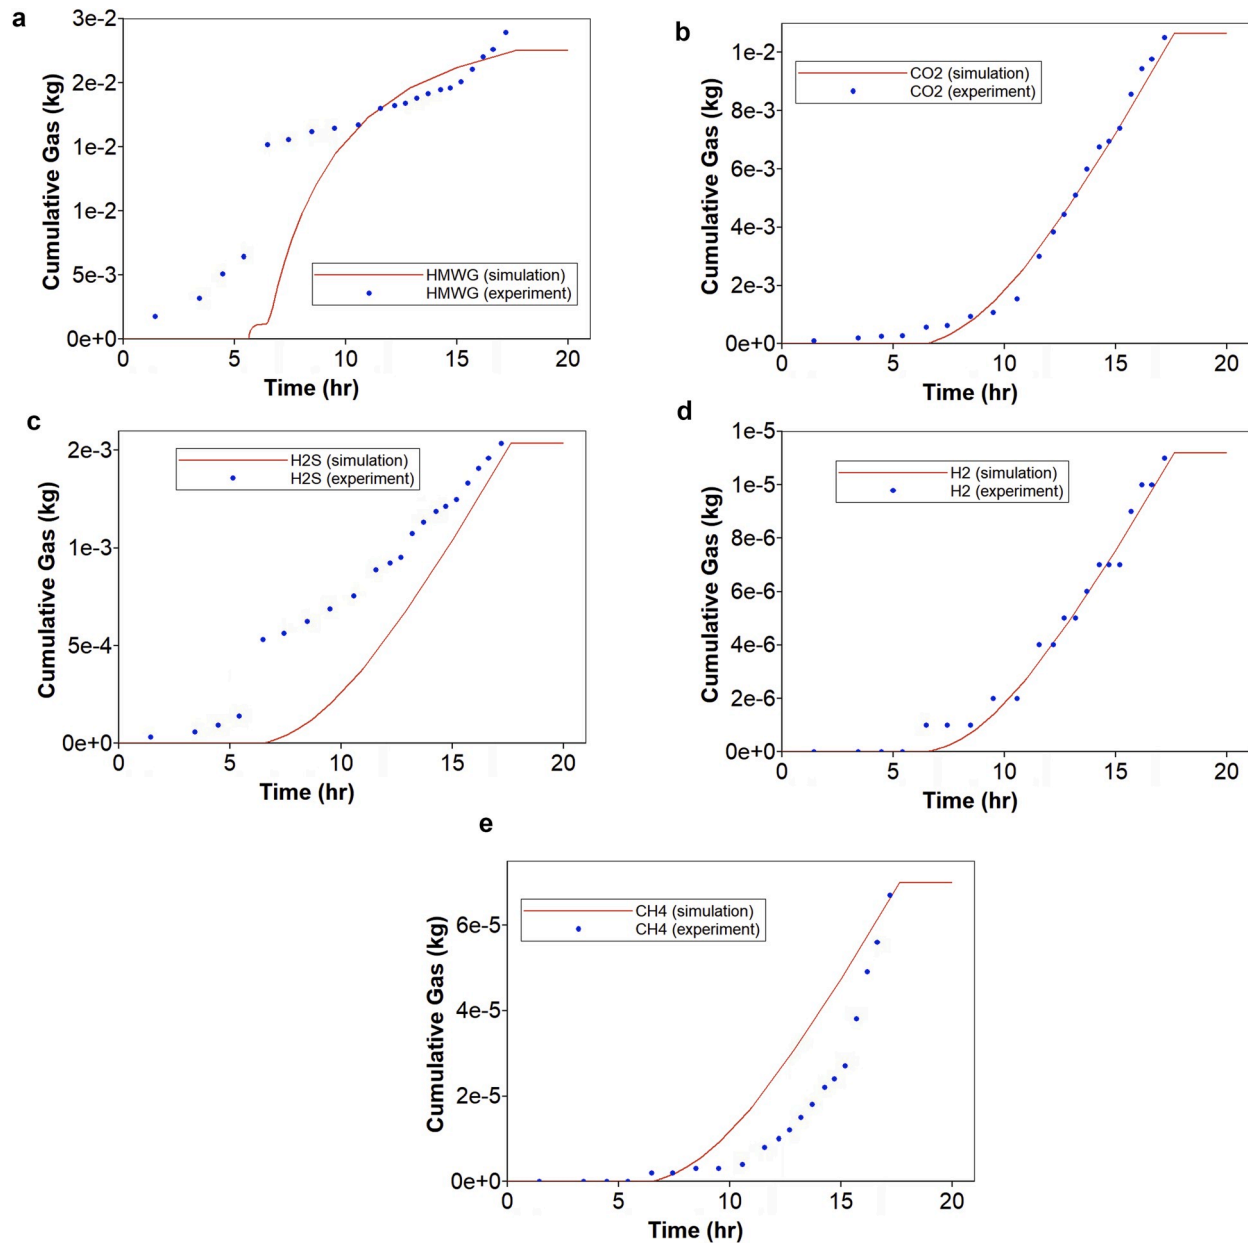 a
3e-2
2e-2
1e-2
1e-2
5e-3
0e+0
Cumulative Gas (kg)
HMWG (simulation)
HMWG (experiment)
0 5 10 15 20
Time (hr)
b
1e-2
8e-3
6e-3
4e-3
2e-3
0e+0
Cumulative Gas (kg)
CO2 (simulation)
CO2 (experiment)
0 5 10 15 20
Time (hr)
c
2e-3
1e-3
5e-4
0e+0
Cumulative Gas (kg)
H2S (simulation)
H2S (experiment)
0 5 10 15 20
Time (hr)
d
1e-5
1e-5
8e-6
6e-6
4e-6
2e-6
0e+0
Cumulative Gas (kg)
H2 (simulation)
H2 (experiment)
0 5 10 15 20
Time (hr)
e
6e-5
4e-5
2e-5
0e+0
Cumulative Gas (kg)
CH4 (simulation)
CH4 (experiment)
0 5 10 15 20
Time (hr)